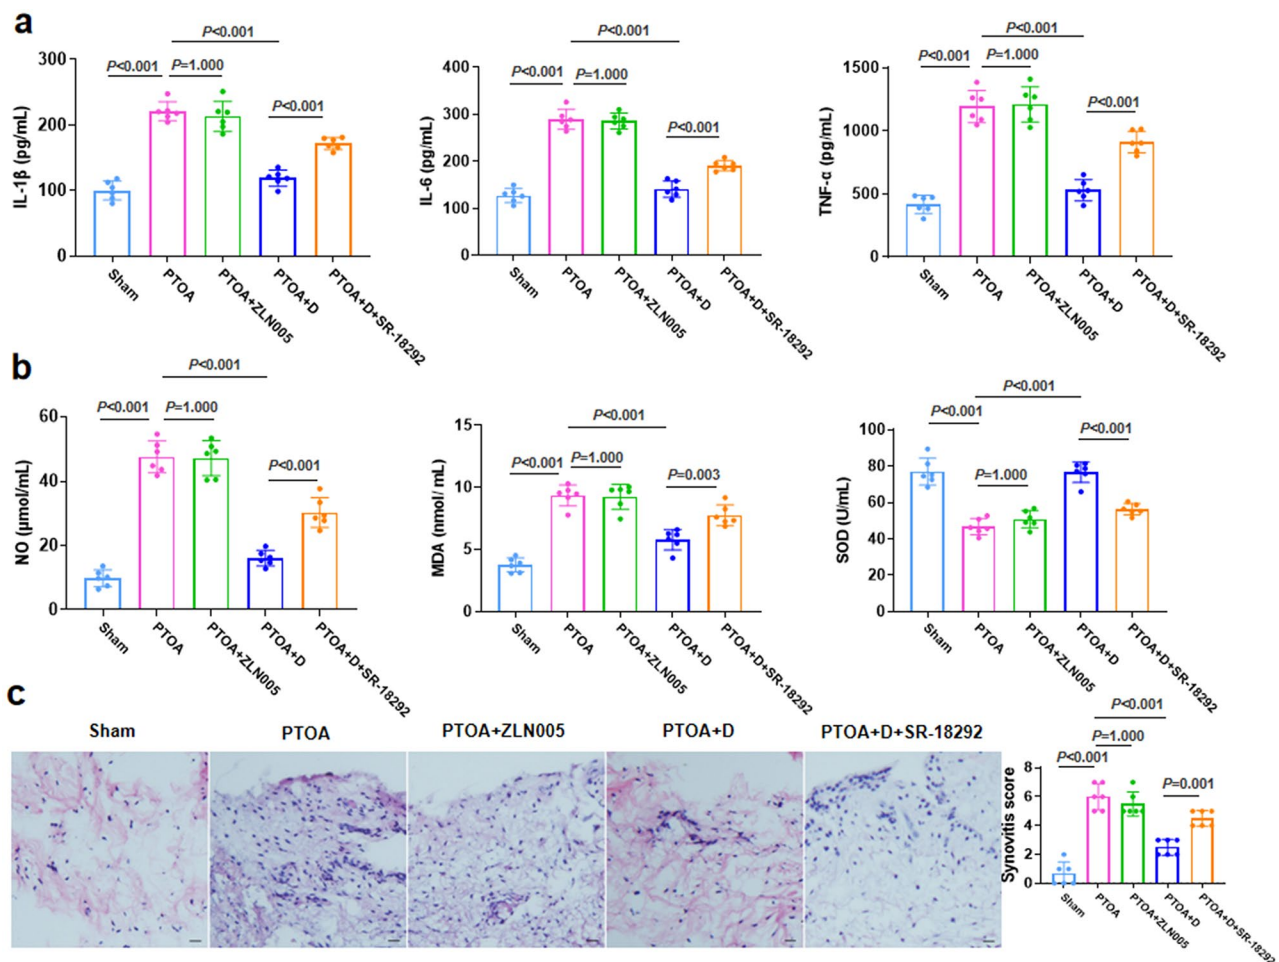 a
P<0.001
P<0.001
P=1.000
P<0.001
IL-1β (pg/mL)
300
200
100
0
Sham
PTOA
PTOA+ZLN005
PTOA+D
PTOA+D+SR-18292
P<0.001
P<0.001
P=1.000
P<0.001
IL-6 (pg/mL)
400
300
200
100
0
Sham
PTOA
PTOA+ZLN005
PTOA+D
PTOA+D+SR-18292
P<0.001
P<0.001
P=1.000
P<0.001
TNF-α (pg/mL)
1500
1000
500
0
Sham
PTOA
PTOA+ZLN005
PTOA+D
PTOA+D+SR-18292
b
P<0.001
P<0.001
P=1.000
P<0.001
NO (μmol/mL)
60
40
20
0
Sham
PTOA
PTOA+ZLN005
PTOA+D
PTOA+D+SR-18292
P<0.001
P<0.001
P=1.000
P=0.003
MDA (nmol/ mL)
15
10
5
0
Sham
PTOA
PTOA+ZLN005
PTOA+D
PTOA+D+SR-18292
P<0.001
P<0.001
P=1.000
P<0.001
SOD (U/mL)
100
80
60
40
20
0
Sham
PTOA
PTOA+ZLN005
PTOA+D
PTOA+D+SR-18292
c
Sham
PTOA
PTOA+ZLN005
PTOA+D
PTOA+D+SR-18292
P<0.001
P=1.000
P<0.001
P=0.001
Synovitis score
8
6
4
2
0
Sham
PTOA
PTOA+ZLN005
PTOA+D
PTOA+D+SR-18292